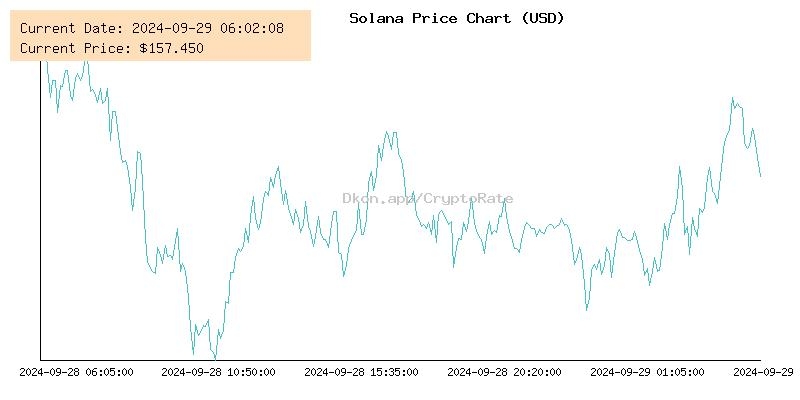 Solana Price Chart (USD)
Current Date: 2024-09-29 06:02:08
Current Price: $157.450
Dkon.app/CryptoRate
2024-09-28 06:05:00 2024-09-28 10:50:00 2024-09-28 15:35:00 2024-09-28 20:20:00 2024-09-29 01:05:00 2024-09-29